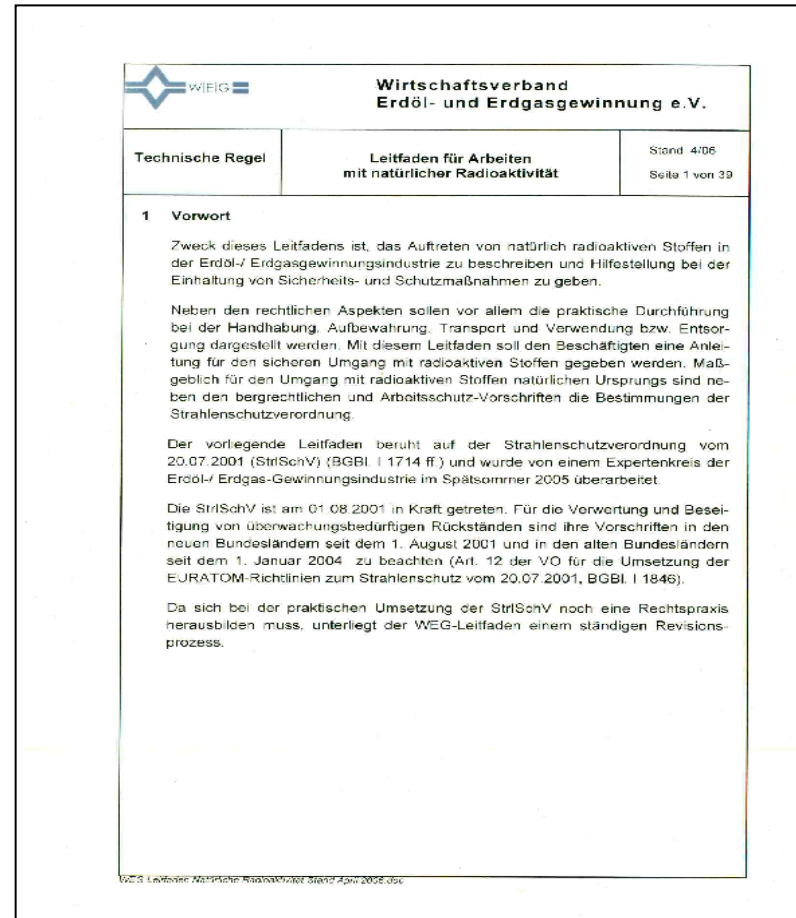 WEG
Wirtschaftsverband
Erdöl- und Erdgasgewinnung e.V.
Technische Regel
Leitfaden für Arbeiten
mit natürlicher Radioaktivität
Stand 4/06
Seite 1 von 39
1 Vorwort
Zweck dieses Leitfadens ist, das Auftreten von natürlich radioaktiven Stoffen in
der Erdöl-/ Erdgasgewinnungsindustrie zu beschreiben und Hilfestellung bei der
Einhaltung von Sicherheits- und Schutzmaßnahmen zu geben.
Neben den rechtlichen Aspekten sollen vor allem die praktische Durchführung
bei der Handhabung, Aufbewahrung, Transport und Verwendung bzw. Entsor-
gung dargestellt werden. Mit diesem Leitfaden soll den Beschäftigten eine Anlei-
tung für den sicheren Umgang mit radioaktiven Stoffen gegeben werden. Maß-
geblich für den Umgang mit radioaktiven Stoffen natürlichen Ursprungs sind ne-
ben den bergrechtlichen und Arbeitsschutz-Vorschriften die Bestimmungen der
Strahlenschutzverordnung.
Der vorliegende Leitfaden beruht auf der Strahlenschutzverordnung vom
20.07.2001 (StrlSchV) (BGBl. I 1714 ff.) und wurde von einem Expertenkreis der
Erdöl-/ Erdgas-Gewinnungsindustrie im Spätsommer 2005 überarbeitet.
Die StrlSchV ist am 01.08.2001 in Kraft getreten. Für die Verwertung und Besei-
tigung von überwachungsbedürftigen Rückständen sind ihre Vorschriften in den
neuen Bundesländern seit dem 1. August 2001 und in den alten Bundesländern
seit dem 1. Januar 2004 zu beachten (Art. 12 der VO für die Umsetzung der
EURATOM-Richtlinien zum Strahlenschutz vom 20.07.2001, BGBl. I 1846).
Da sich bei der praktischen Umsetzung der StrlSchV noch eine Rechtspraxis
herausbilden muss, unterliegt der WEG-Leitfaden einem ständigen Revisions-
prozess.
WEG Leitfaden Natürliche Radioaktivität Stand April 2006.doc